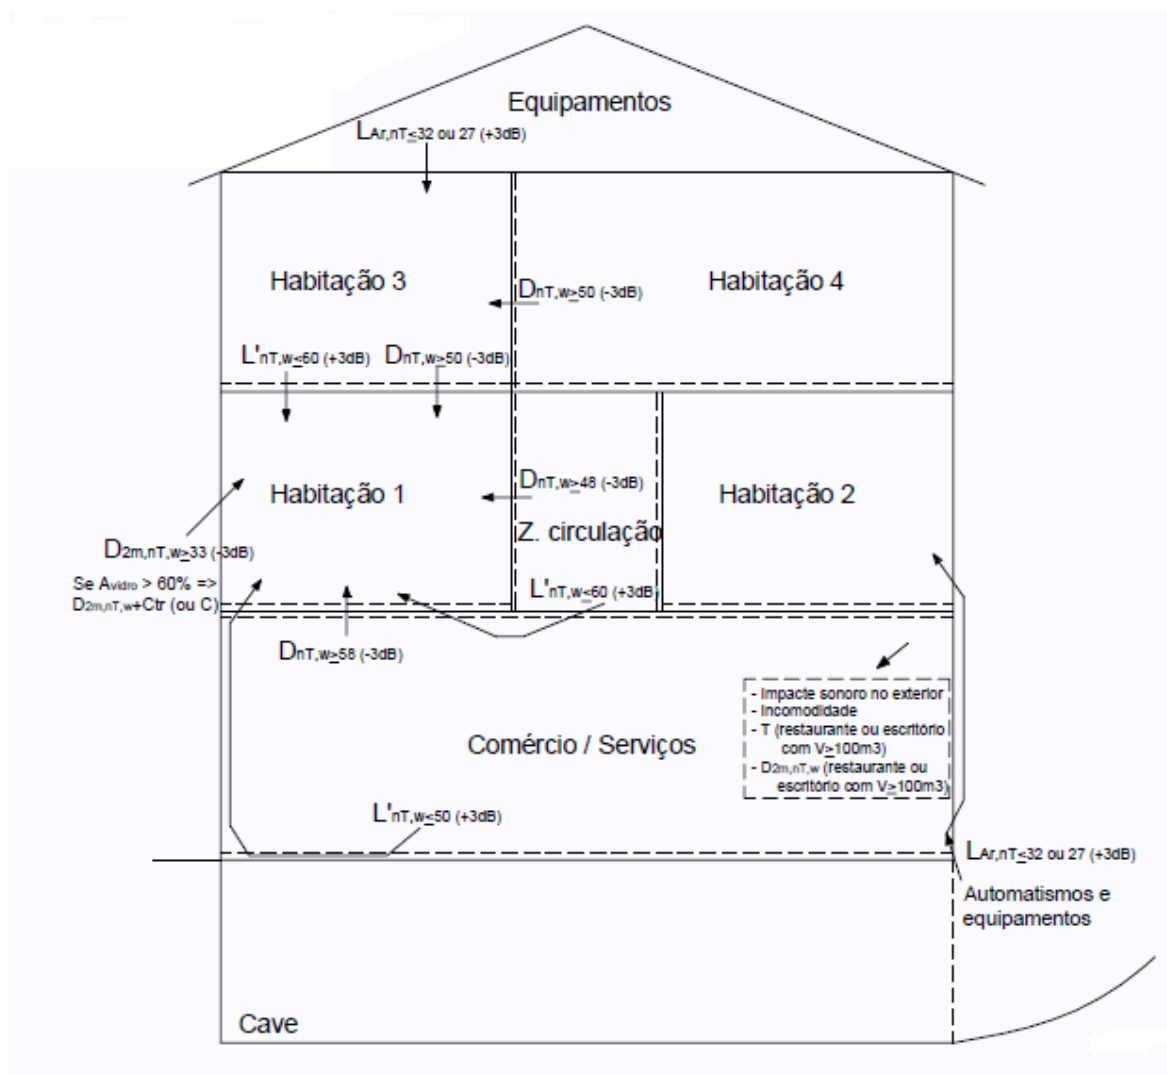 Equipamentos
LAr,nT≤32 ou 27 (+3dB)
Habitação 3
DnT,w≥50 (-3dB)
Habitação 4
L'nT,w≤60 (+3dB)
DnT,w≥50 (-3dB)
Habitação 1
DnT,w≥48 (-3dB)
Habitação 2
Z. circulação
D2m,nT,w≥33 (-3dB)
Se Avidro > 60% =>
D2m,nT,w+Ctr (ou C)
L'nT,w≤60 (+3dB)
DnT,w≥58 (-3dB)
- Impacte sonoro no exterior
- Incomodidade
- T (restaurante ou escritório
com V≥100m3)
- D2m,nT,w (restaurante ou
escritório com V≥100m3)
Comércio / Serviços
L'nT,w≤50 (+3dB)
LAr,nT≤32 ou 27 (+3dB)
Automatismos e
equipamentos
Cave